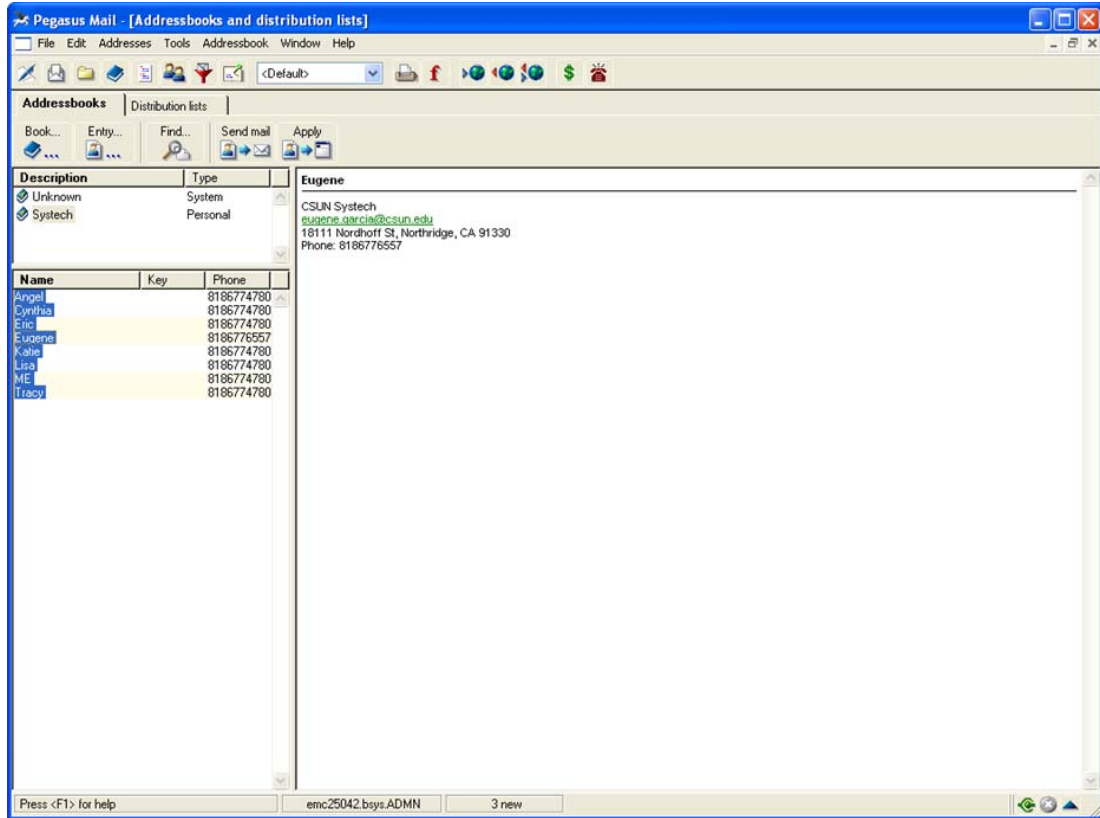 Pegasus Mail - [Addressbooks and distribution lists]
File Edit Addresses Tools Addressbook Window Help
<Default> f $
Addressbooks Distribution lists
Book... Entry... Find... Send mail Apply
Description Type
Unknown System
Systech Personal
Name Key Phone
Angel 8186774780
Cynthia 8186774780
Eric 8186774780
Eugene 8186776557
Katie 8186774780
Lisa 8186774780
ME 8186774780
Tracy 8186774780
Eugene
CSUN Systech
eugene.garcia@csun.edu
18111 Nordhoff St, Northridge, CA 91330
Phone: 8186776557
Press <F1> for help emc25042.bsys.ADMN 3 new